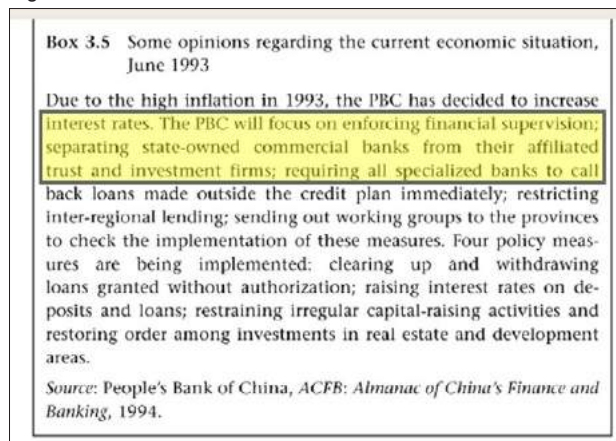 Box 3.5 Some opinions regarding the current economic situation,
June 1993
Due to the high inflation in 1993, the PBC has decided to increase
interest rates. The PBC will focus on enforcing financial supervision;
separating state-owned commercial banks from their affiliated
trust and investment firms; requiring all specialized banks to call
back loans made outside the credit plan immediately; restricting
inter-regional lending; sending out working groups to the provinces
to check the implementation of these measures. Four policy meas-
ures are being implemented: clearing up and withdrawing
loans granted without authorization; raising interest rates on de-
posits and loans; restraining irregular capital-raising activities and
restoring order among investments in real estate and development
areas.
Source: People's Bank of China, ACFB: Almanac of China's Finance and
Banking, 1994.